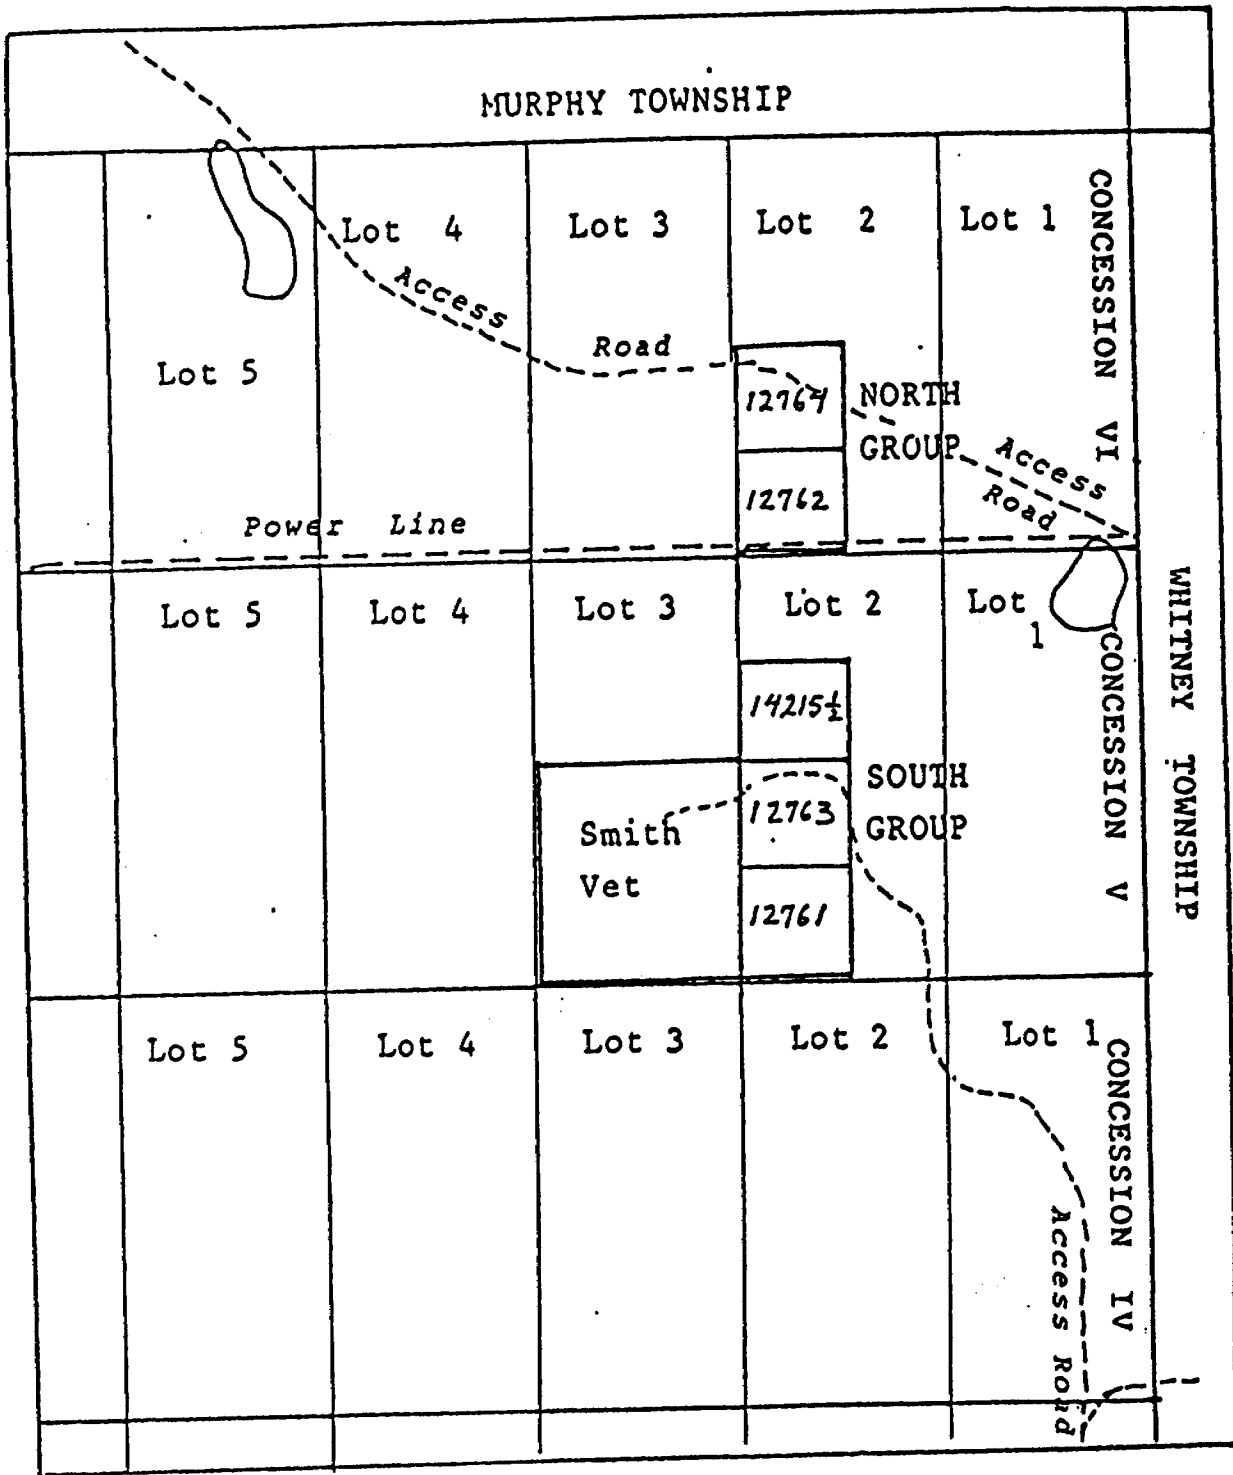 MURPHY TOWNSHIP
Lot 4
Lot 3
Lot 2
Lot 1
CONCESSION VI
Access
Road
Lot 5
12764
NORTH
GROUP
Access
Road
12762
Power Line
Lot 5
Lot 4
Lot 3
Lot 2
Lot
1
WHITNEY TOWNSHIP
CONCESSION V
14215½
SOUTH
GROUP
12763
Smith
Vet
12761
Lot 5
Lot 4
Lot 3
Lot 2
Lot 1
CONCESSION IV
Access Road